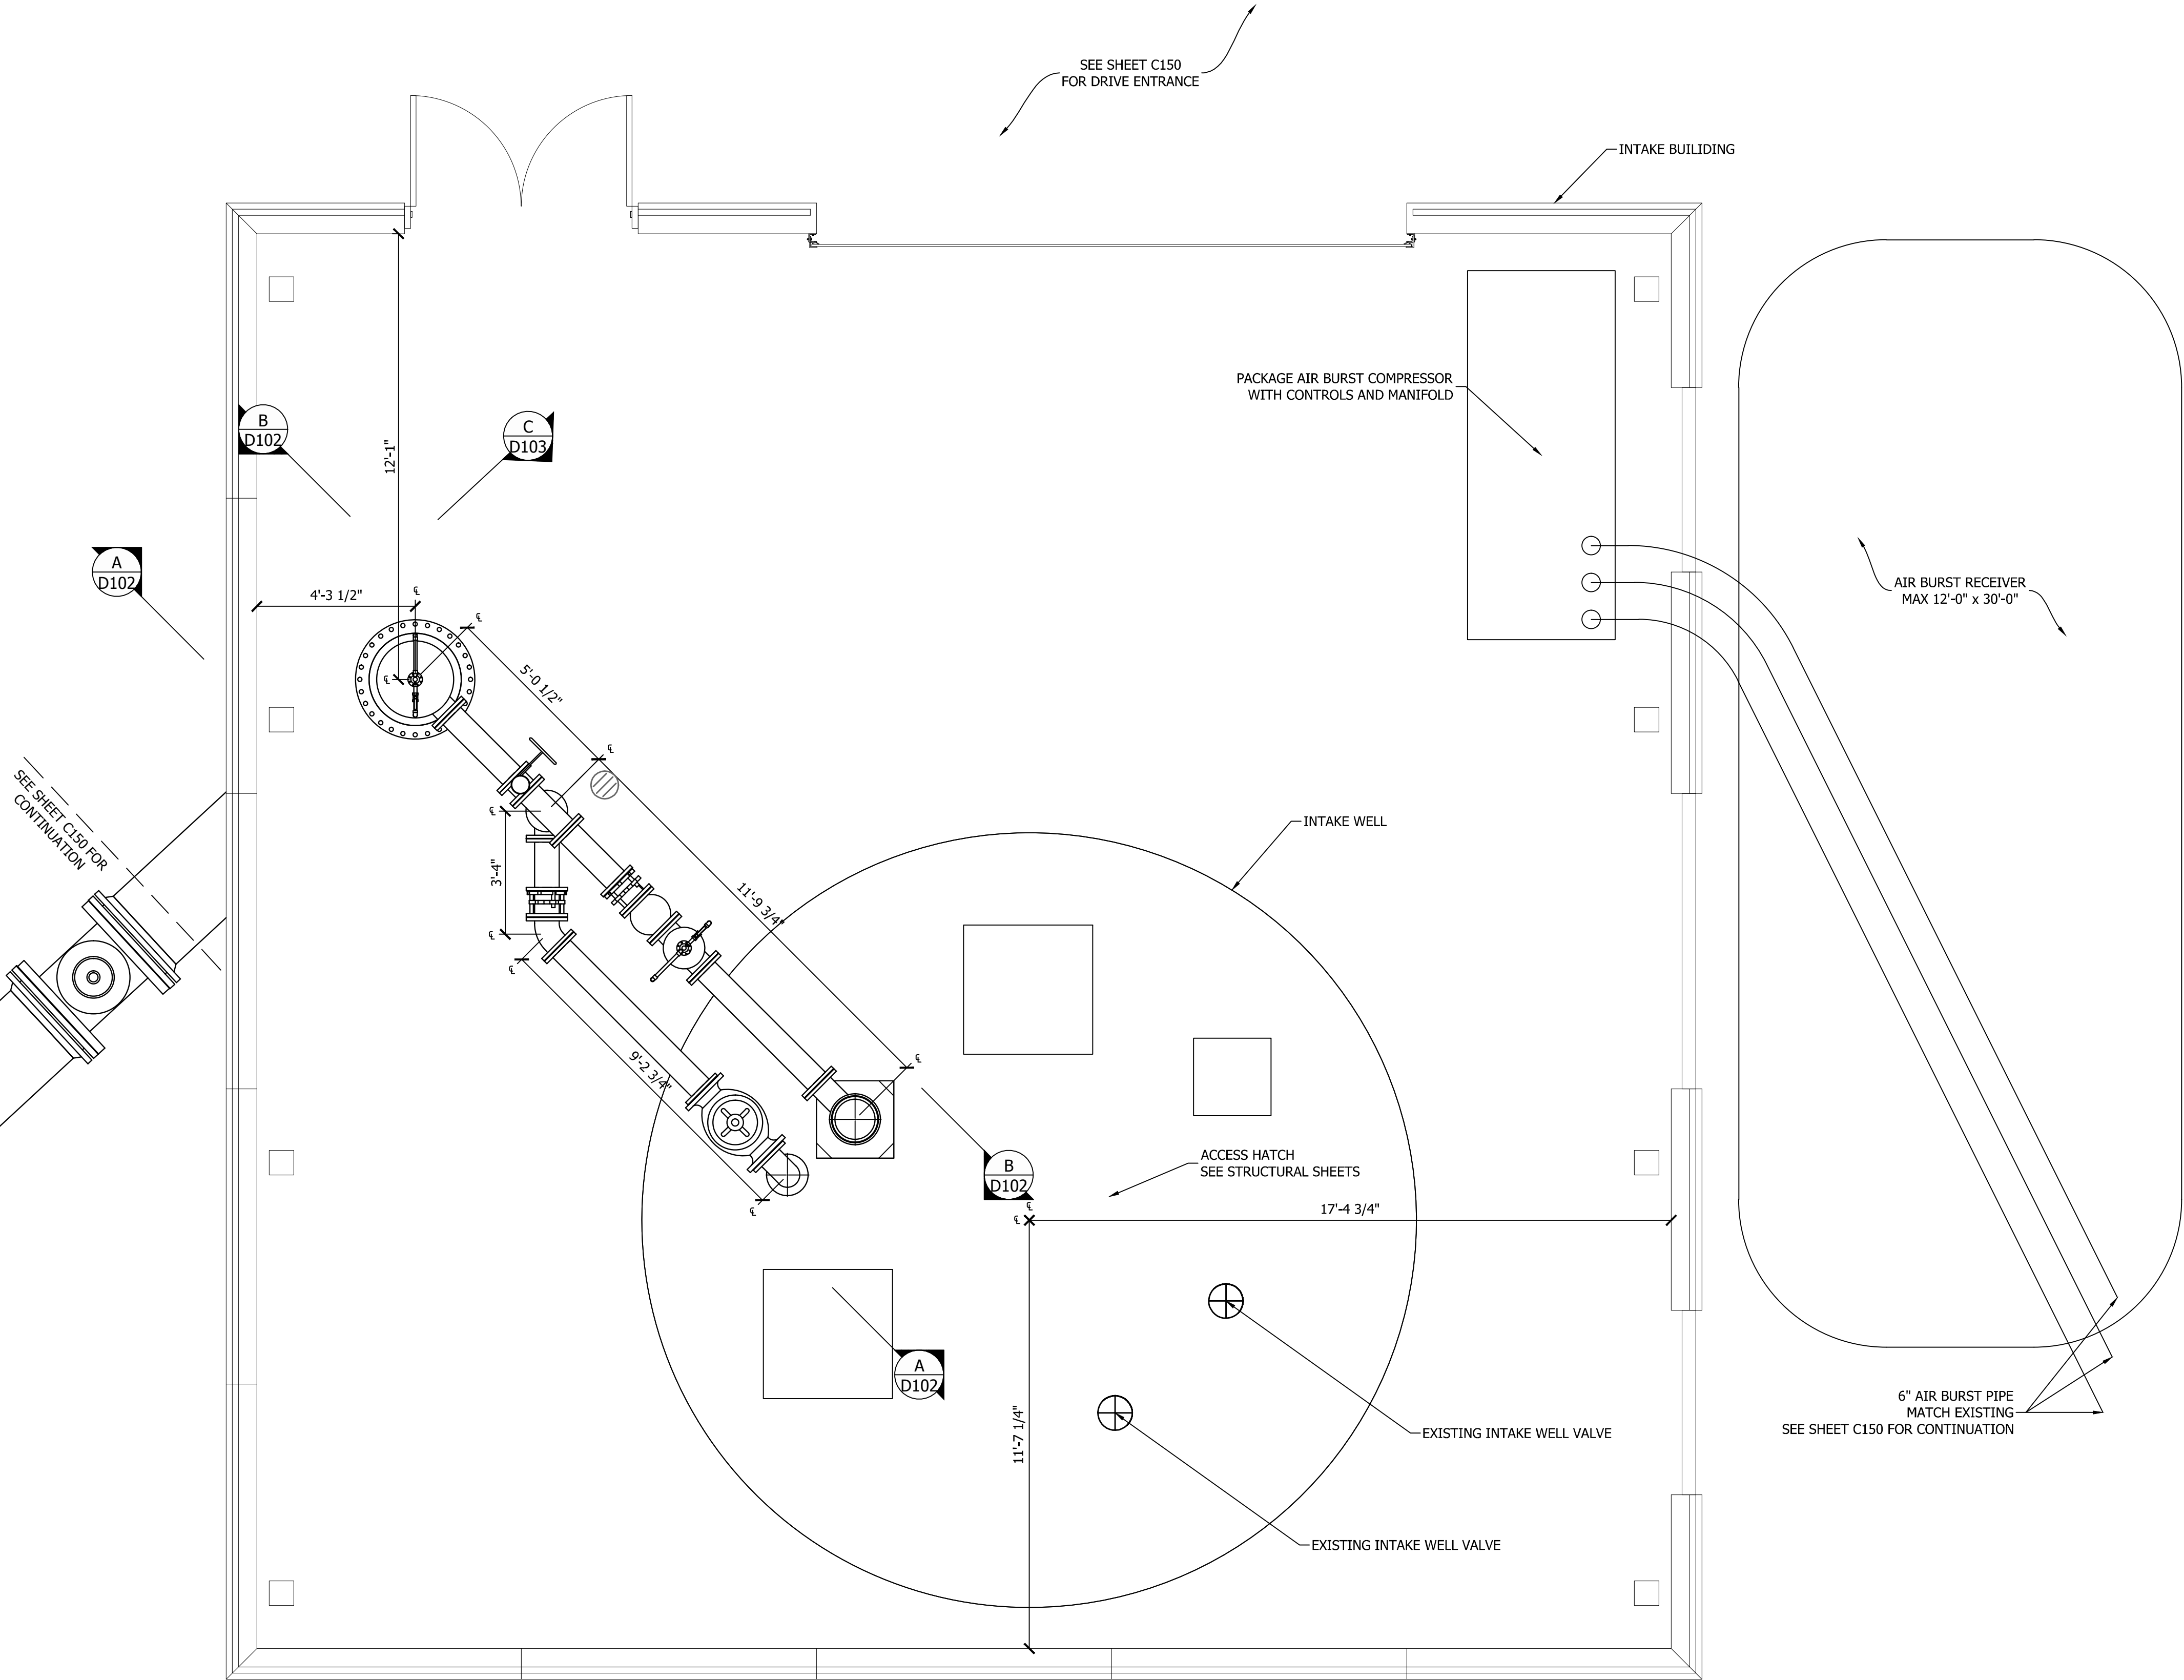 SEE SHEET C150
FOR DRIVE ENTRANCE
INTAKE BUILIDING
PACKAGE AIR BURST COMPRESSOR
WITH CONTROLS AND MANIFOLD
B
D102
C
D103
12'-1"
A
D102
4'-3 1/2"
℄
℄
℄
AIR BURST RECEIVER
MAX 12'-0" x 30'-0"
5'-0 1/2"
℄
SEE SHEET C150 FOR
CONTINUATION
℄
3'-4"
℄
INTAKE WELL
11'-9 3/4"
℄
9'-2 3/4"
℄
℄
ACCESS HATCH
SEE STRUCTURAL SHEETS
B
D102
℄
℄
17'-4 3/4"
A
D102
11'-7 1/4"
EXISTING INTAKE WELL VALVE
EXISTING INTAKE WELL VALVE
6" AIR BURST PIPE
MATCH EXISTING
SEE SHEET C150 FOR CONTINUATION